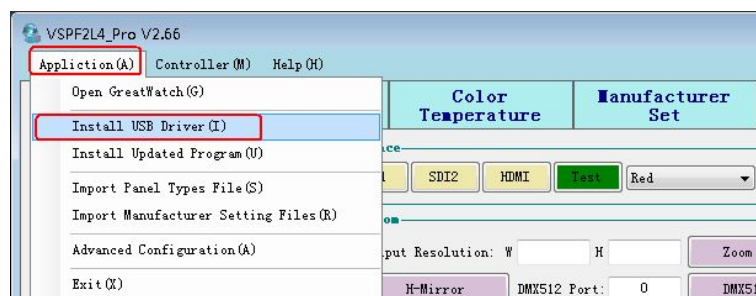 VSPF2L4_Pro V2.66
Appliction(A) Controller(M) Help(H)
Open GreatWatch(G)
Install USB Driver(I)
Install Updated Program(U)
Import Panel Types File(S)
Import Manufacturer Setting Files(R)
Advanced Configuration(A)
Exit(X)
Color Temperature
Manufacturer Set
SDI2 HDMI Test Red
Resolution: W H Zoom
H-Mirror DMX512 Port: 0